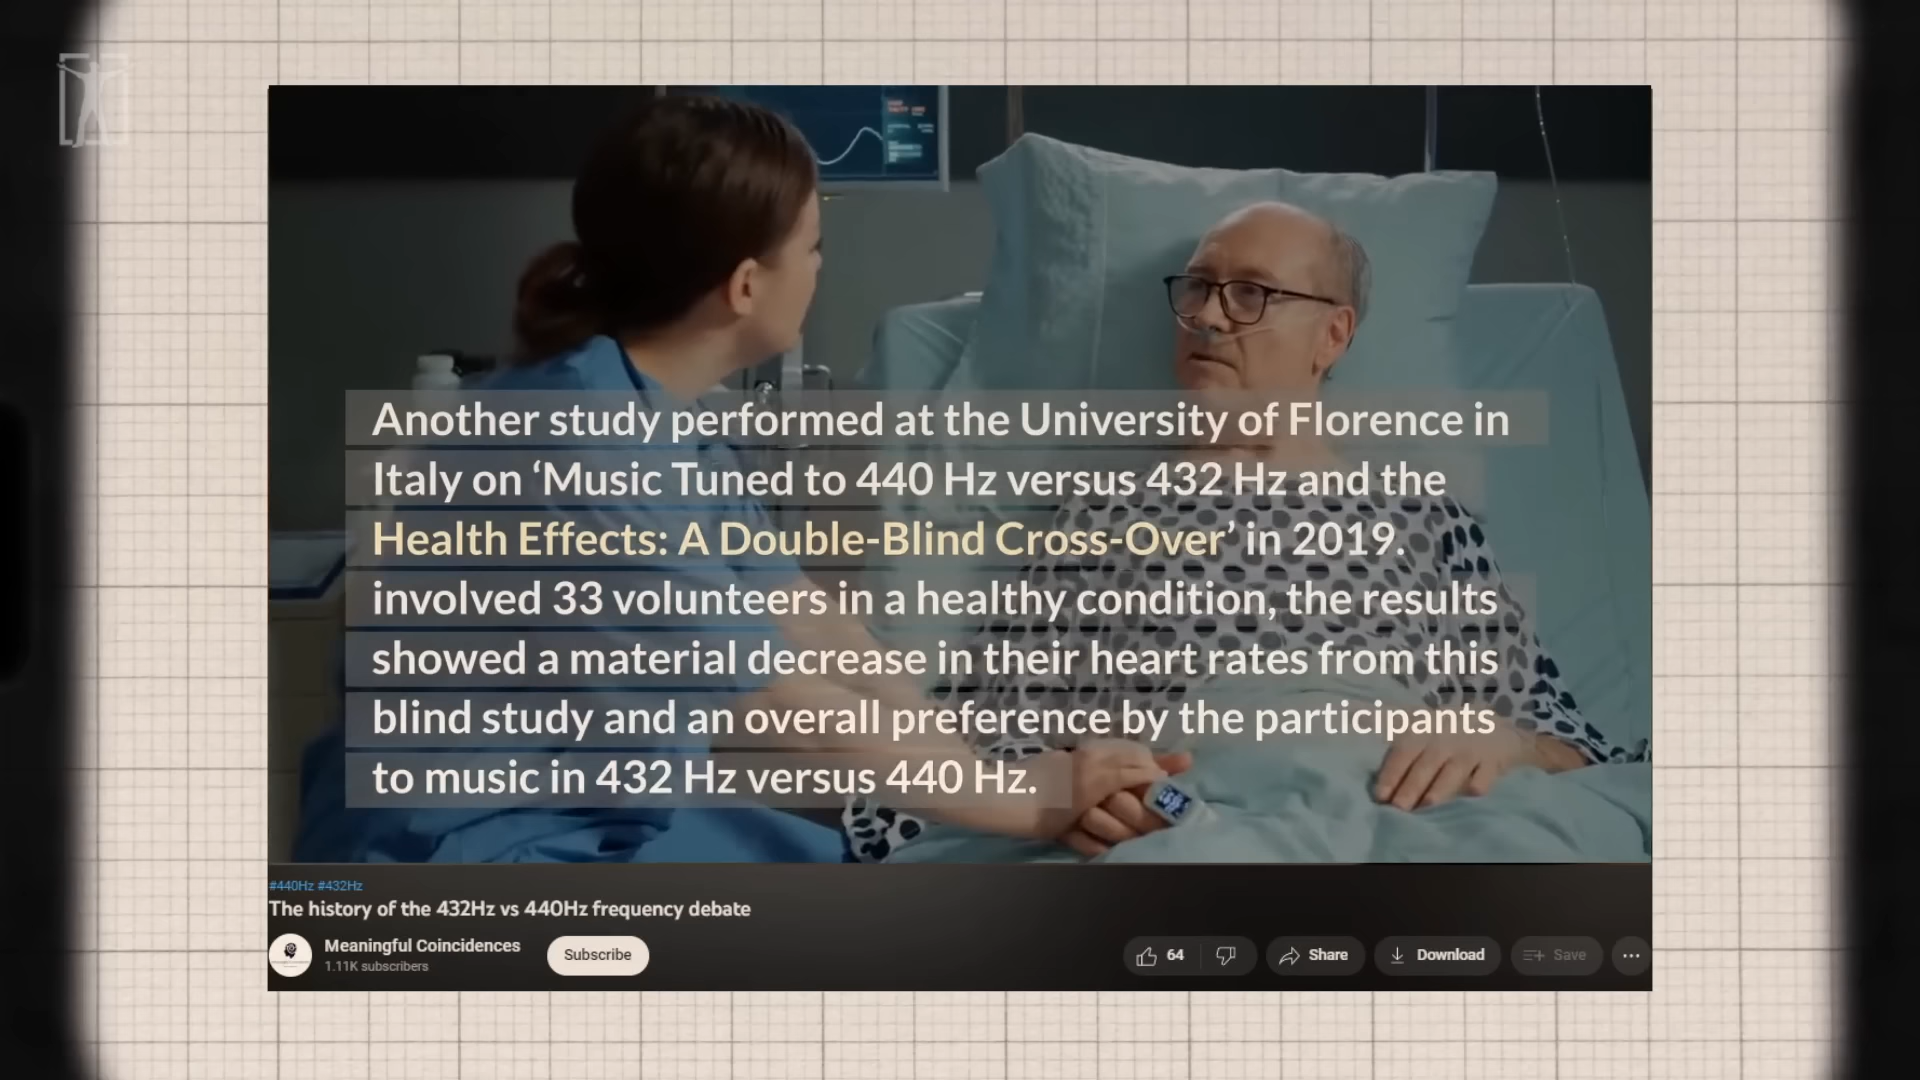 Another study performed at the University of Florence in
Italy on ‘Music Tuned to 440 Hz versus 432 Hz and the
Health Effects: A Double-Blind Cross-Over’ in 2019.
involved 33 volunteers in a healthy condition, the results
showed a material decrease in their heart rates from this
blind study and an overall preference by the participants
to music in 432 Hz versus 440 Hz.
#440Hz #432Hz
The history of the 432Hz vs 440Hz frequency debate
Meaningful Coincidences
1.11K subscribers
Subscribe
64
Share
Download
Save